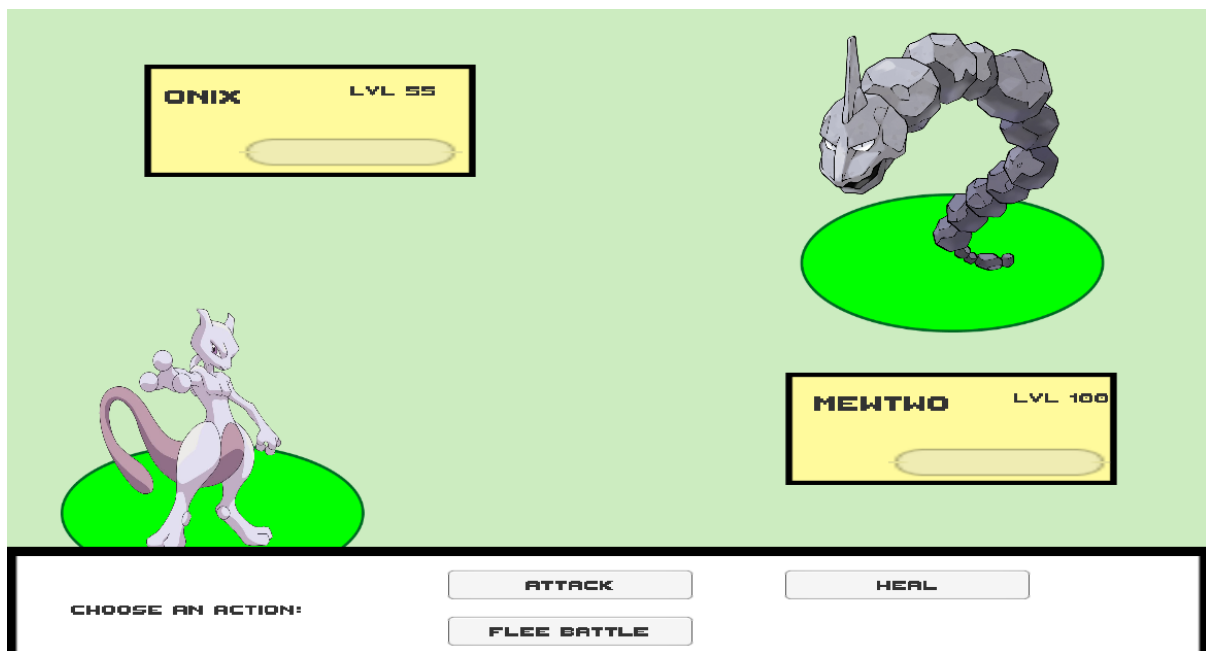 ONIX LVL 55
MEWTWO LVL 100
CHOOSE AN ACTION:
ATTACK HEAL
FLEE BATTLE